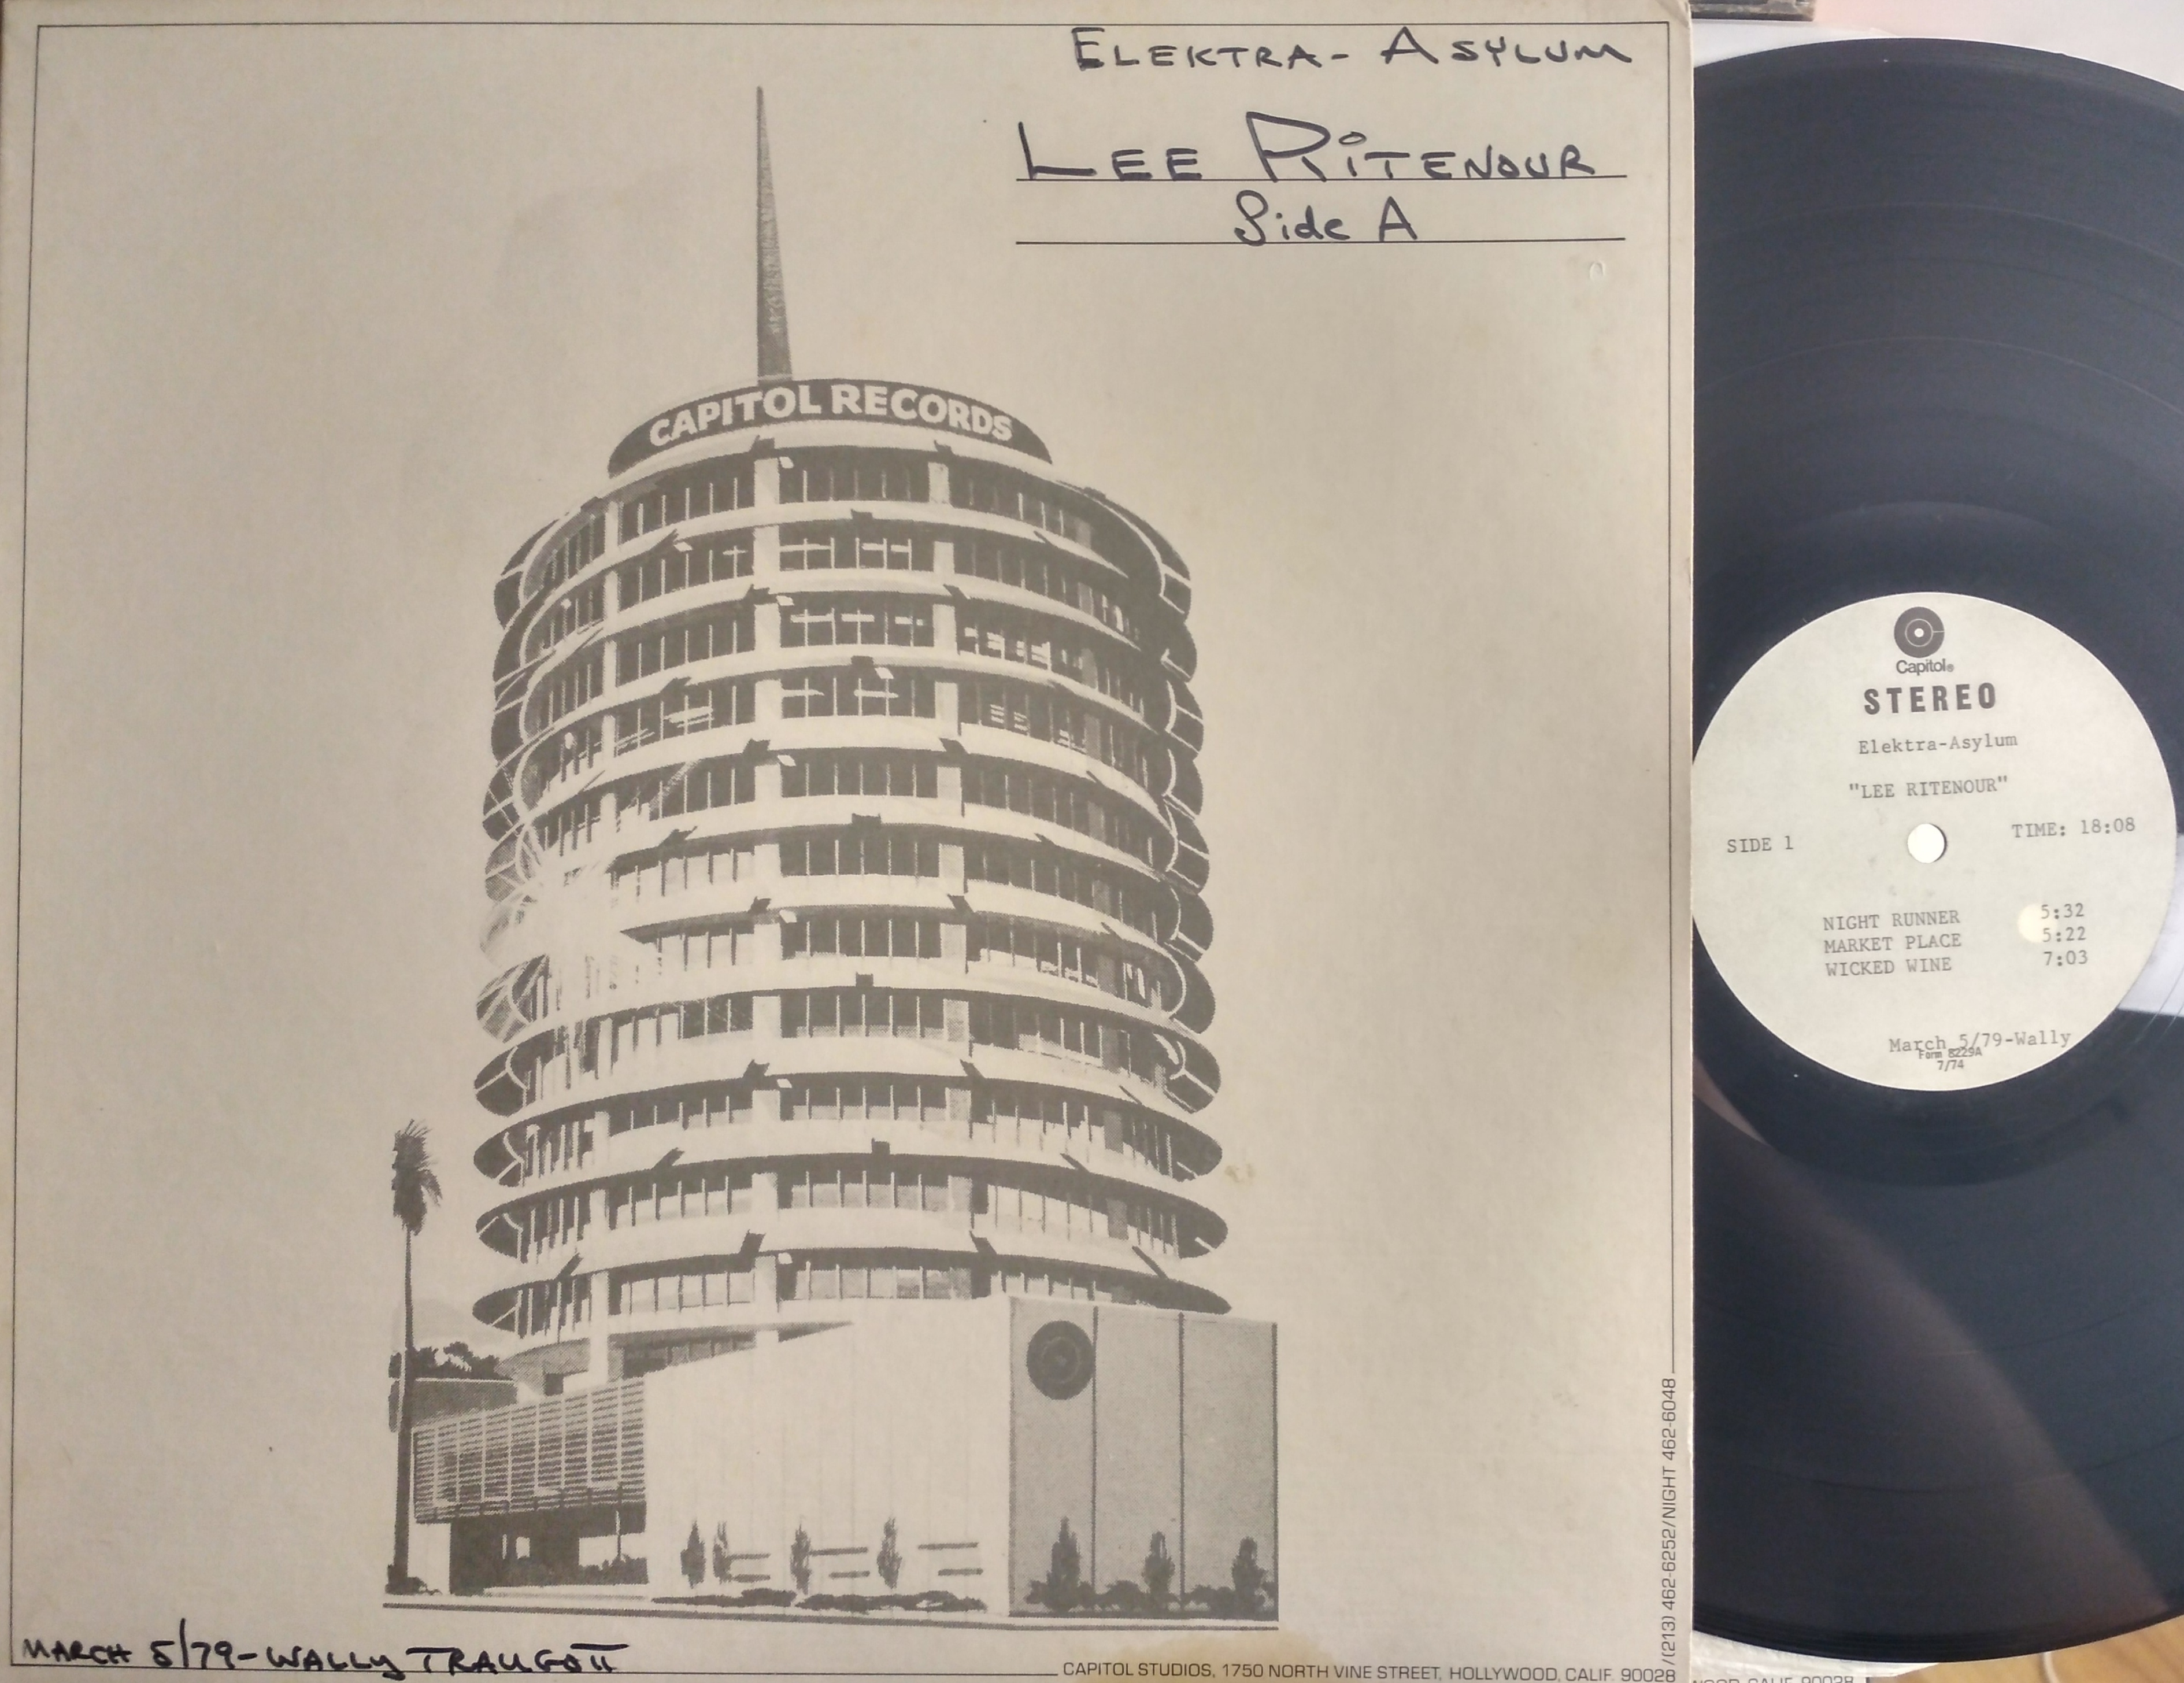 ELEKTRA- ASYLUM
LEE RITENOUR
Side A
CAPITOL RECORDS
MARCH 5/79-WALLY TRAUGOTT
CAPITOL STUDIOS, 1750 NORTH VINE STREET, HOLLYWOOD, CALIF. 90028
/(213) 462-6252/NIGHT 462-6048
Capitol®
STEREO
Elektra-Asylum
"LEE RITENOUR"
SIDE 1 TIME: 18:08
NIGHT RUNNER 5:32
MARKET PLACE 5:22
WICKED WINE 7:03
March 5/79-Wally
Form 8229A
7/74
CALIF. 90028